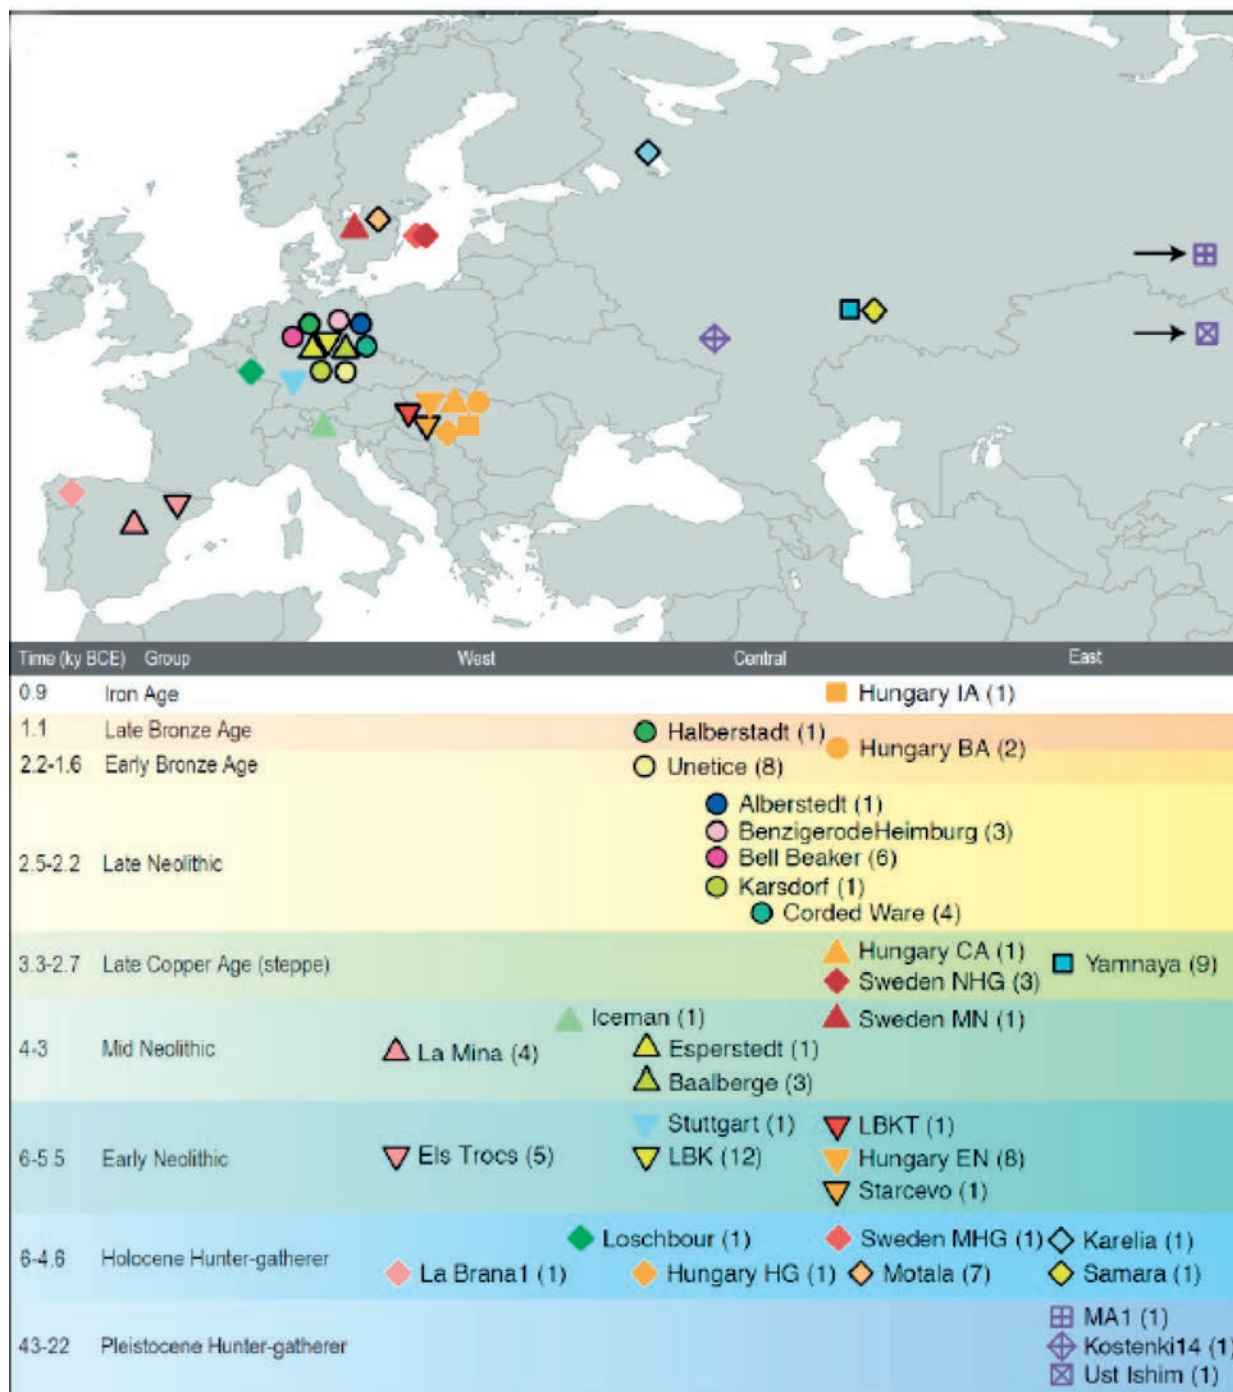 Time (ky BCE) Group West Central East
0.9 Iron Age Hungary IA (1)
1.1 Late Bronze Age Halberstadt (1)
Hungary BA (2)
2.2-1.6 Early Bronze Age Unetice (8)
Alberstedt (1)
BenzigerodeHeimburg (3)
2.5-2.2 Late Neolithic Bell Beaker (6)
Karsdorf (1)
Corded Ware (4)
Hungary CA (1)
3.3-2.7 Late Copper Age (steppe) Yamnaya (9)
Sweden NHG (3)
Iceman (1) Sweden MN (1)
4-3 Mid Neolithic La Mina (4) Esperstedt (1)
Baalberge (3)
Stuttgart (1) LBKT (1)
6-5.5 Early Neolithic Els Trocs (5) LBK (12) Hungary EN (8)
Starcevo (1)
Loschbour (1) Sweden MHG (1) Karelia (1)
6-4.6 Holocene Hunter-gatherer La Brana1 (1) Hungary HG (1) Motala (7) Samara (1)
MA1 (1)
43-22 Pleistocene Hunter-gatherer Kostenki14 (1)
Ust Ishim (1)